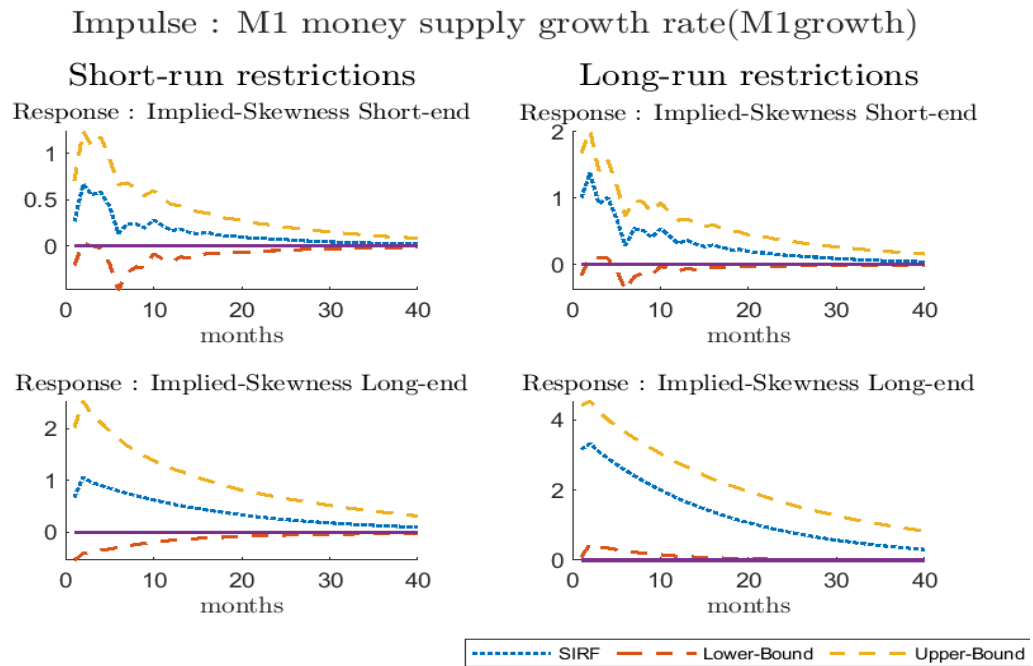 Impulse : M1 money supply growth rate(M1growth)
Short-run restrictions
Long-run restrictions
Response : Implied-Skewness Short-end
Response : Implied-Skewness Short-end
1
0.5
0
0 10 20 30 40
months
2
1
0
0 10 20 30 40
months
Response : Implied-Skewness Long-end
Response : Implied-Skewness Long-end
2
1
0
0 10 20 30 40
months
4
2
0
0 10 20 30 40
months
SIRF Lower-Bound Upper-Bound